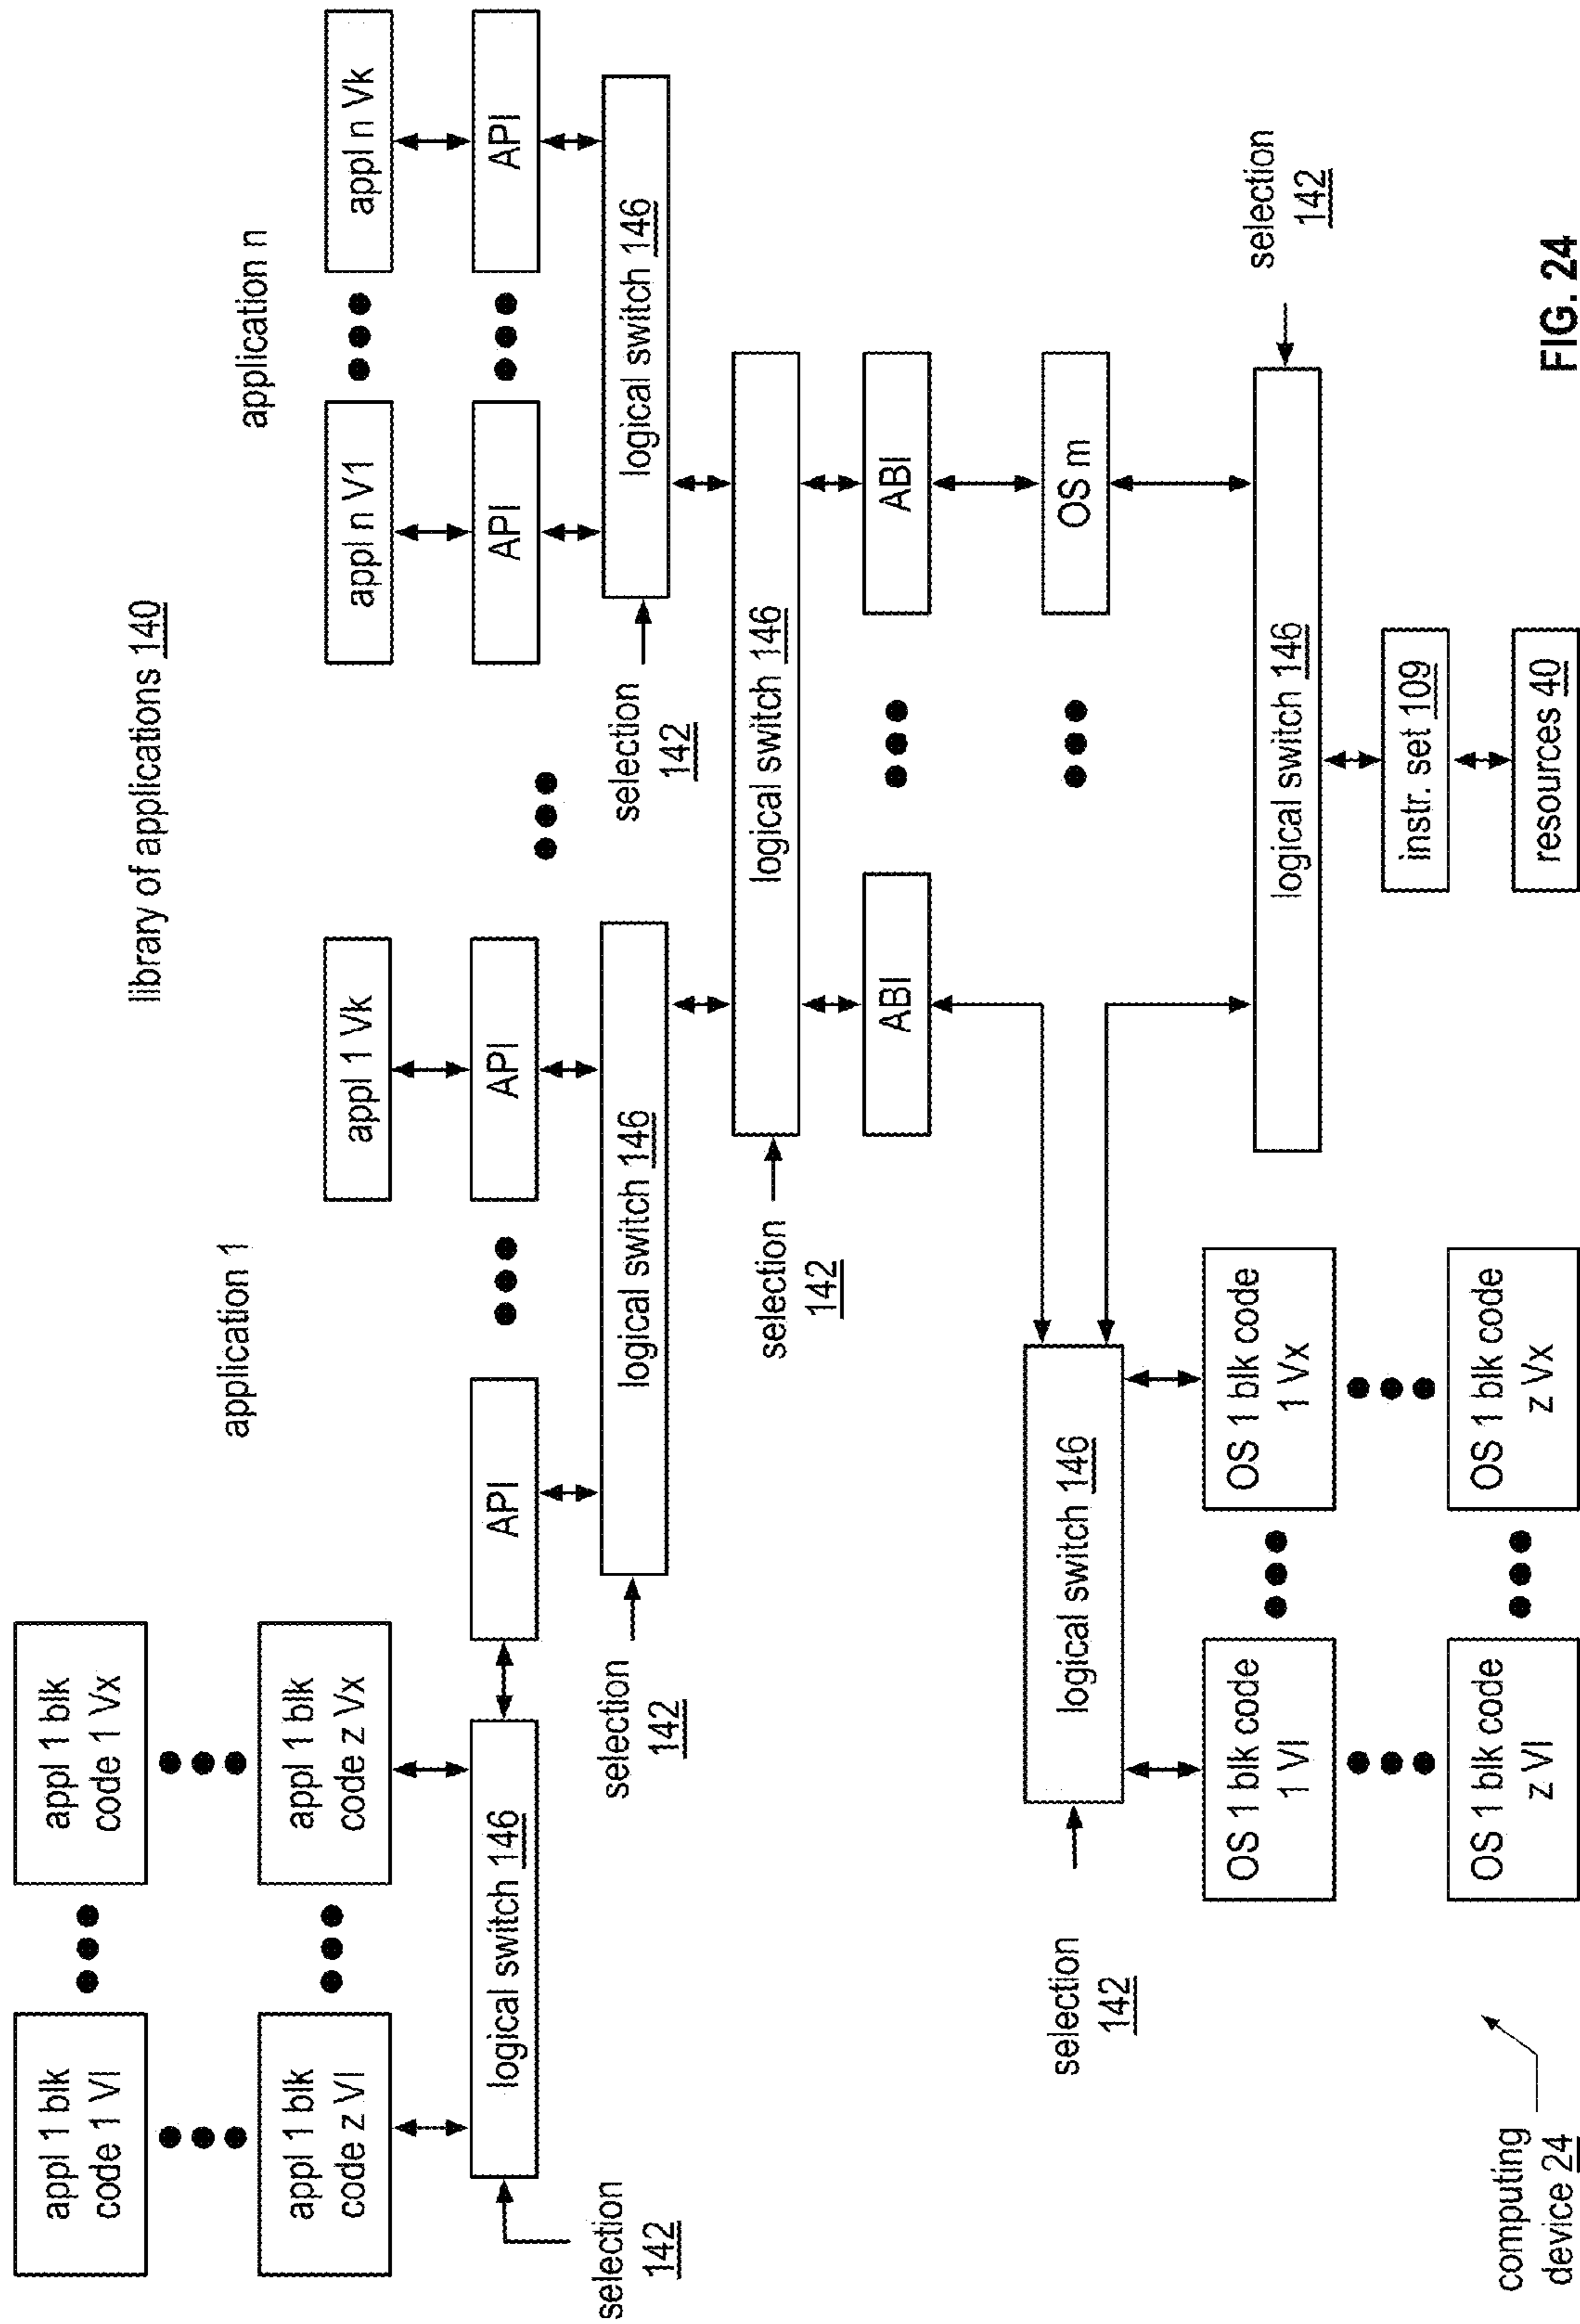 appl 1 blk
code 1 VI
appl 1 blk
code 1 Vx
library of applications 140
application 1
application n
appl 1 blk
code z VI
appl 1 blk
code z Vx
appl 1 Vk
appl n V1
appl n Vk
logical switch 146
API
API
API
API
selection
142
selection
142
logical switch 146
selection
142
logical switch 146
selection
142
logical switch 146
ABI
ABI
selection
142
logical switch 146
OS m
OS 1 blk code
1 VI
OS 1 blk code
1 Vx
logical switch 146
selection
142
instr. set 109
OS 1 blk code
z VI
OS 1 blk code
z Vx
resources 40
computing
device 24
FIG. 24